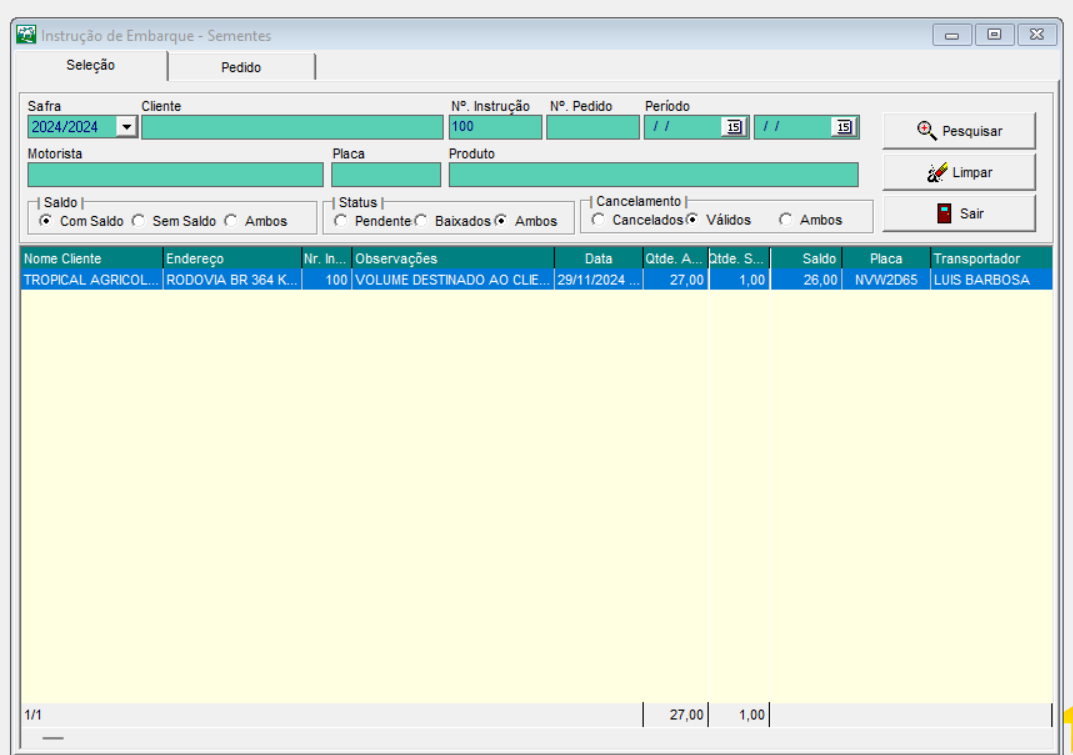 Instrução de Embarque - Sementes
Seleção Pedido
Safra Cliente Nº. Instrução Nº. Pedido Período
2024/2024 100 / / 15 / / 15
Pesquisar
Motorista Placa Produto
Limpar
| Saldo | | Status | | Cancelamento |
Com Saldo Sem Saldo Ambos Pendente Baixados Ambos Cancelados Válidos Ambos
Sair
Nome Cliente Endereço Nr. In... Observações Data Qtde. A... Qtde. S... Saldo Placa Transportador
TROPICAL AGRICOL... RODOVIA BR 364 K... 100 VOLUME DESTINADO AO CLIE... 29/11/2024 ... 27,00 1,00 26,00 NVW2D65 LUIS BARBOSA
1/1 27,00 1,00